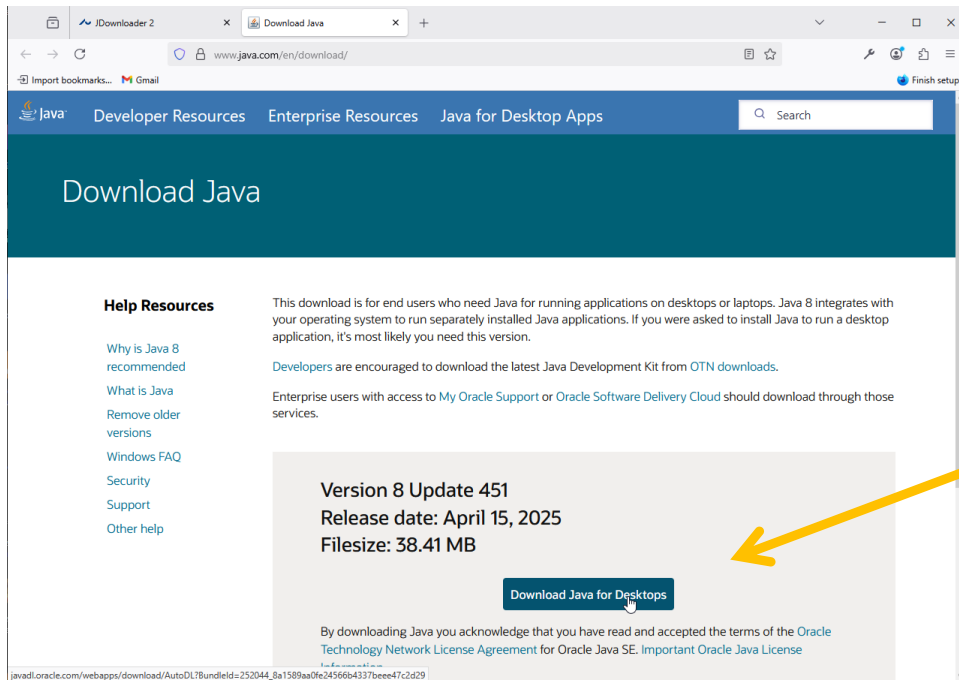 JDownloader 2
Download Java
www.java.com/en/download/
Import bookmarks... Gmail
Finish setup
Java
Developer Resources Enterprise Resources Java for Desktop Apps
Search
Download Java
Help Resources
Why is Java 8
recommended
What is Java
Remove older
versions
Windows FAQ
Security
Support
Other help
This download is for end users who need Java for running applications on desktops or laptops. Java 8 integrates with
your operating system to run separately installed Java applications. If you were asked to install Java to run a desktop
application, it's most likely you need this version.
Developers are encouraged to download the latest Java Development Kit from OTN downloads.
Enterprise users with access to My Oracle Support or Oracle Software Delivery Cloud should download through those
services.
Version 8 Update 451
Release date: April 15, 2025
Filesize: 38.41 MB
Download Java for Desktops
By downloading Java you acknowledge that you have read and accepted the terms of the Oracle
Technology Network License Agreement for Oracle Java SE. Important Oracle Java License
Information
javadl.oracle.com/webapps/download/AutoDL?BundleId=252044_8a1589aa0fe24566b4337beee47c2d29